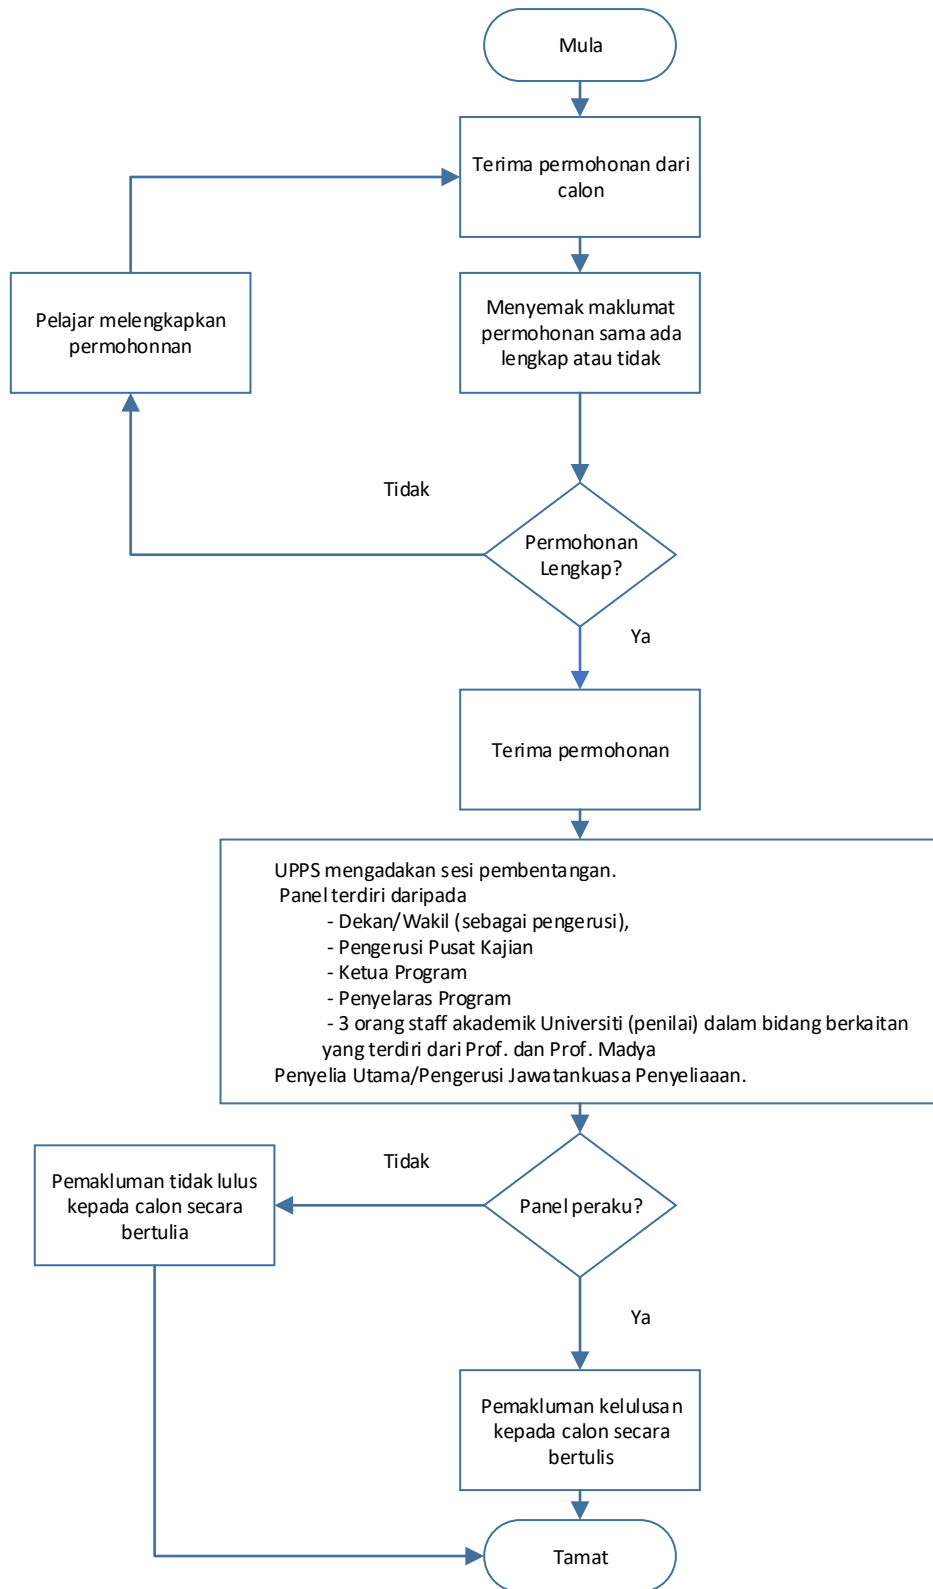 Mula
Terima permohonan dari
calon
Pelajar melengkapkan
permohonnan
Menyemak maklumat
permohonan sama ada
lengkap atau tidak
Tidak
Permohonan
Lengkap?
Ya
Terima permohonan
UPPS mengadakan sesi pembentangan.
Panel terdiri daripada
- Dekan/Wakil (sebagai pengerusi),
- Pengerusi Pusat Kajian
- Ketua Program
- Penyelaras Program
- 3 orang staff akademik Universiti (penilai) dalam bidang berkaitan
yang terdiri dari Prof. dan Prof. Madya
Penyelia Utama/Pengerusi Jawatankuasa Penyeliaaan.
Tidak
Pemakluman tidak lulus
kepada calon secara
bertulia
Panel peraku?
Ya
Pemakluman kelulusan
kepada calon secara
bertulis
Tamat